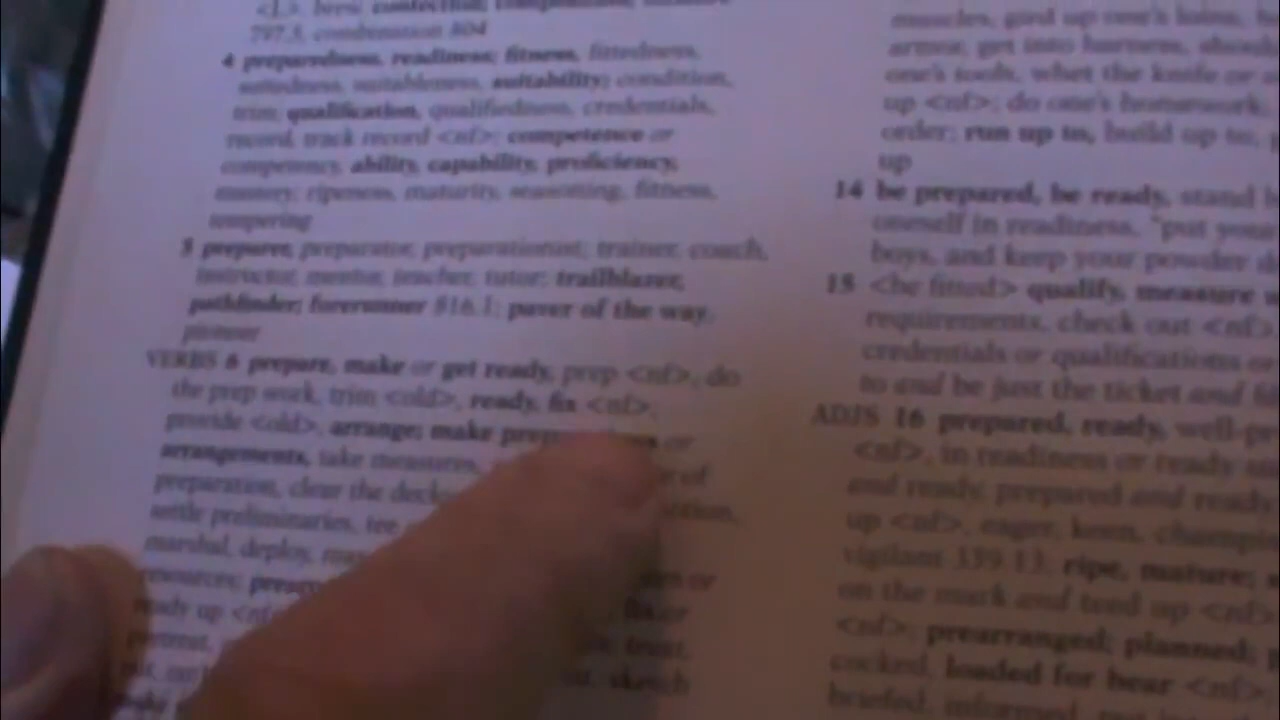 797.3, combination 804
4 preparedness, readiness; fitness, fittedness,
suitedness, suitableness, suitability; condition,
trim; qualification, qualifiedness, credentials,
record, track record <nf>; competence or
competency, ability, capability, proficiency,
mastery; ripeness, maturity, seasoning, fitness,
tempering
5 preparer, preparator, preparationist; trainer, coach,
instructor, mentor, teacher, tutor; trailblazer,
pathfinder; forerunner 816.1; paver of the way,
pioneer
VERBS 6 prepare, make or get ready, prep <nf>, do
the prep work, trim <old>, ready, fix <nf>,
provide <old>, arrange; make or
arrangements, take measures, of
preparation, clear the decks
settle preliminaries, tee
marshal, deploy,
resources;
ready up <nf>
trust,
sketch
muscles, gird up one's loins,
armor, get into harness,
one's tools, whet the knife or
up <nf>; do one's homework,
order; run up to, build up to,
up
14 be prepared, be ready, stand
oneself in readiness, "put your
boys, and keep your powder
15 <be fitted> qualify, measure
requirements, check out <nf>
credentials or qualifications or
to and be just the ticket and
ADJS 16 prepared, ready,
<nf>, in readiness or ready
and ready, prepared and ready
up <nf>, eager, keen,
vigilant 339.13; ripe, mature;
on the mark and teed up <nf>
<nf>; prearranged; planned;
cocked, loaded for bear <nf>
briefed, informed,